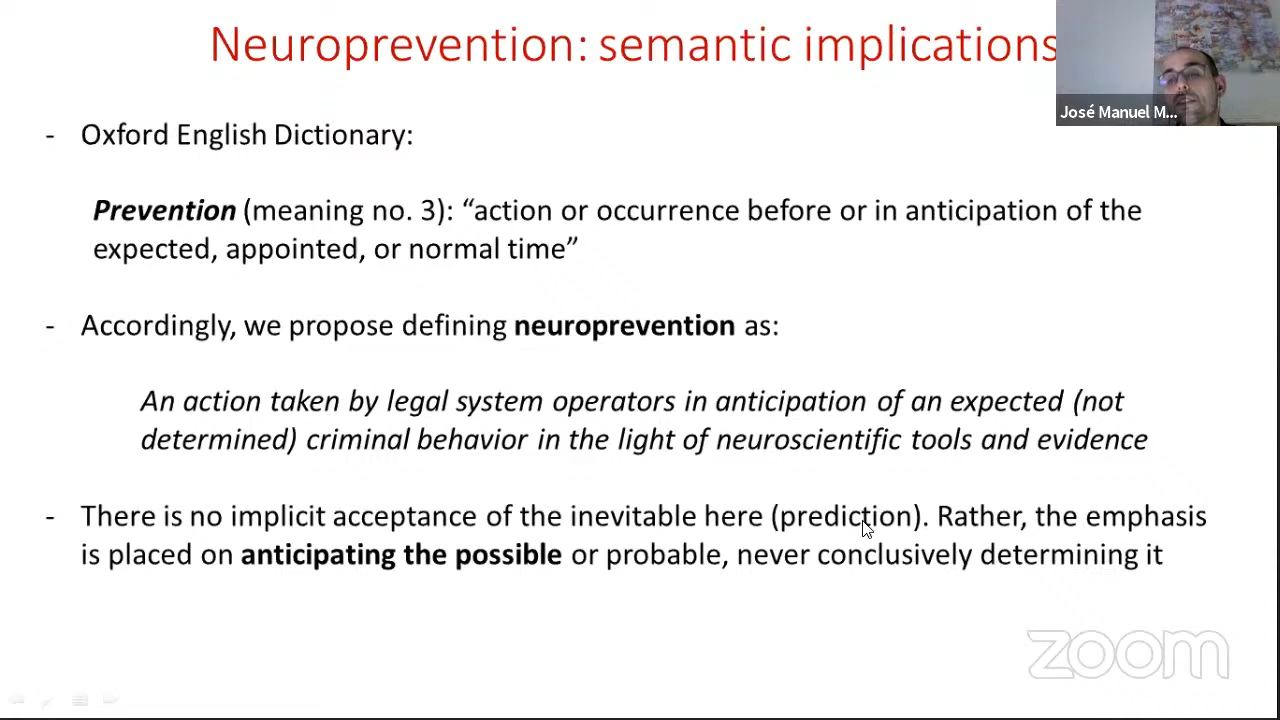 Neuroprevention: semantic implications
José Manuel M...
- Oxford English Dictionary:
Prevention (meaning no. 3): “action or occurrence before or in anticipation of the
expected, appointed, or normal time”
- Accordingly, we propose defining neuroprevention as:
An action taken by legal system operators in anticipation of an expected (not
determined) criminal behavior in the light of neuroscientific tools and evidence
- There is no implicit acceptance of the inevitable here (prediction). Rather, the emphasis
is placed on anticipating the possible or probable, never conclusively determining it
zoom